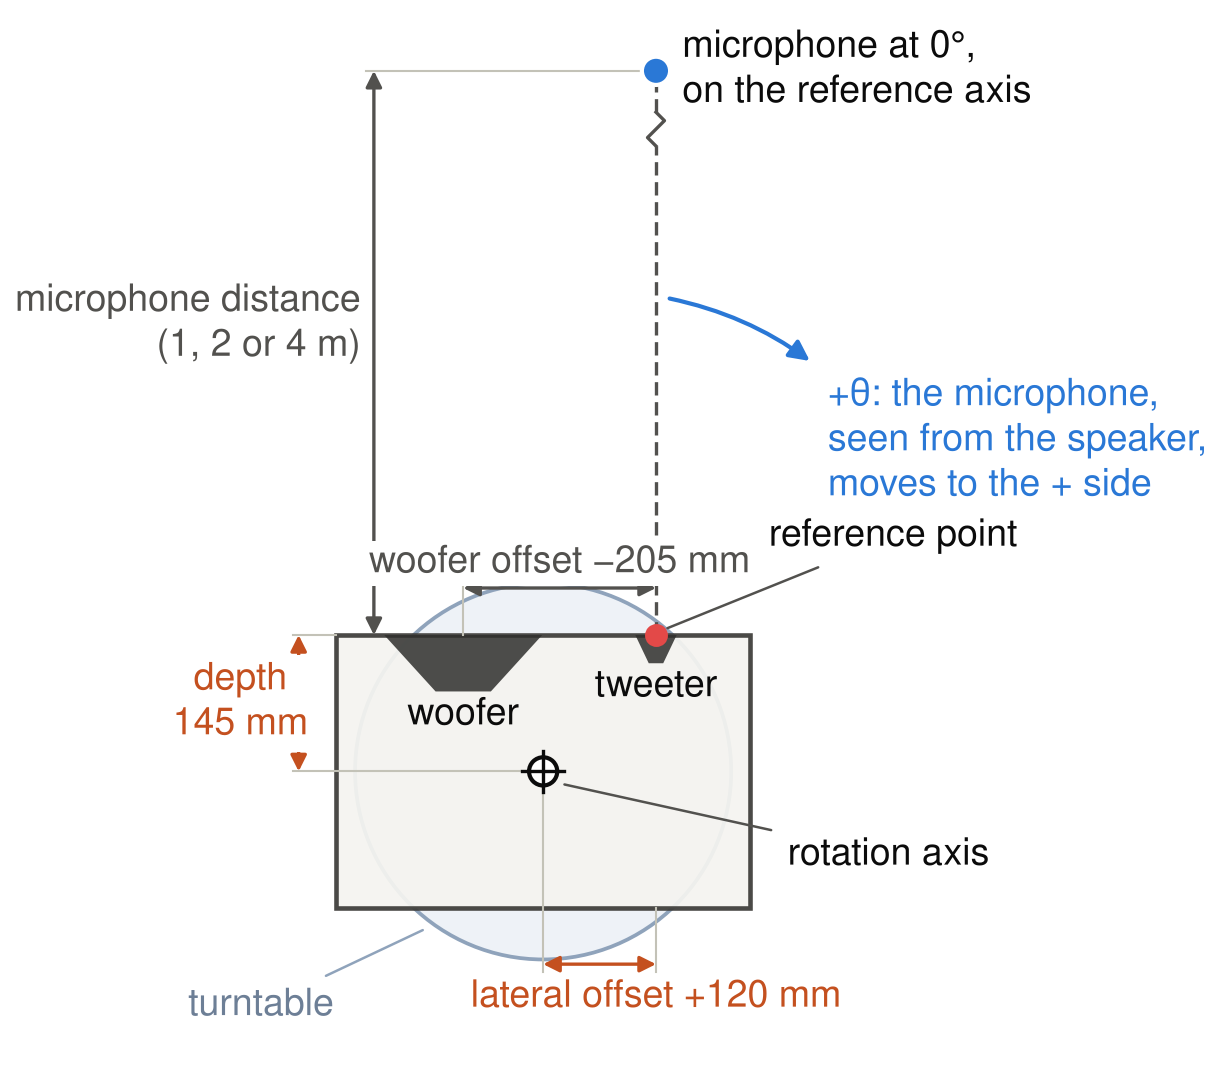 microphone at 0°,
on the reference axis
microphone distance
(1, 2 or 4 m)
+θ: the microphone,
seen from the speaker,
moves to the + side
reference point
woofer offset −205 mm
depth
145 mm
tweeter
woofer
rotation axis
turntable
lateral offset +120 mm